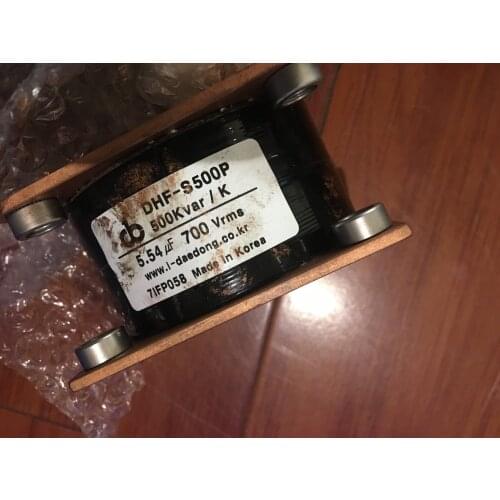 DHF-S500P
500Kvar / K
5.54 μF 700 Vrms
www.i-daedong.co.kr
7IFP058 Made in Korea